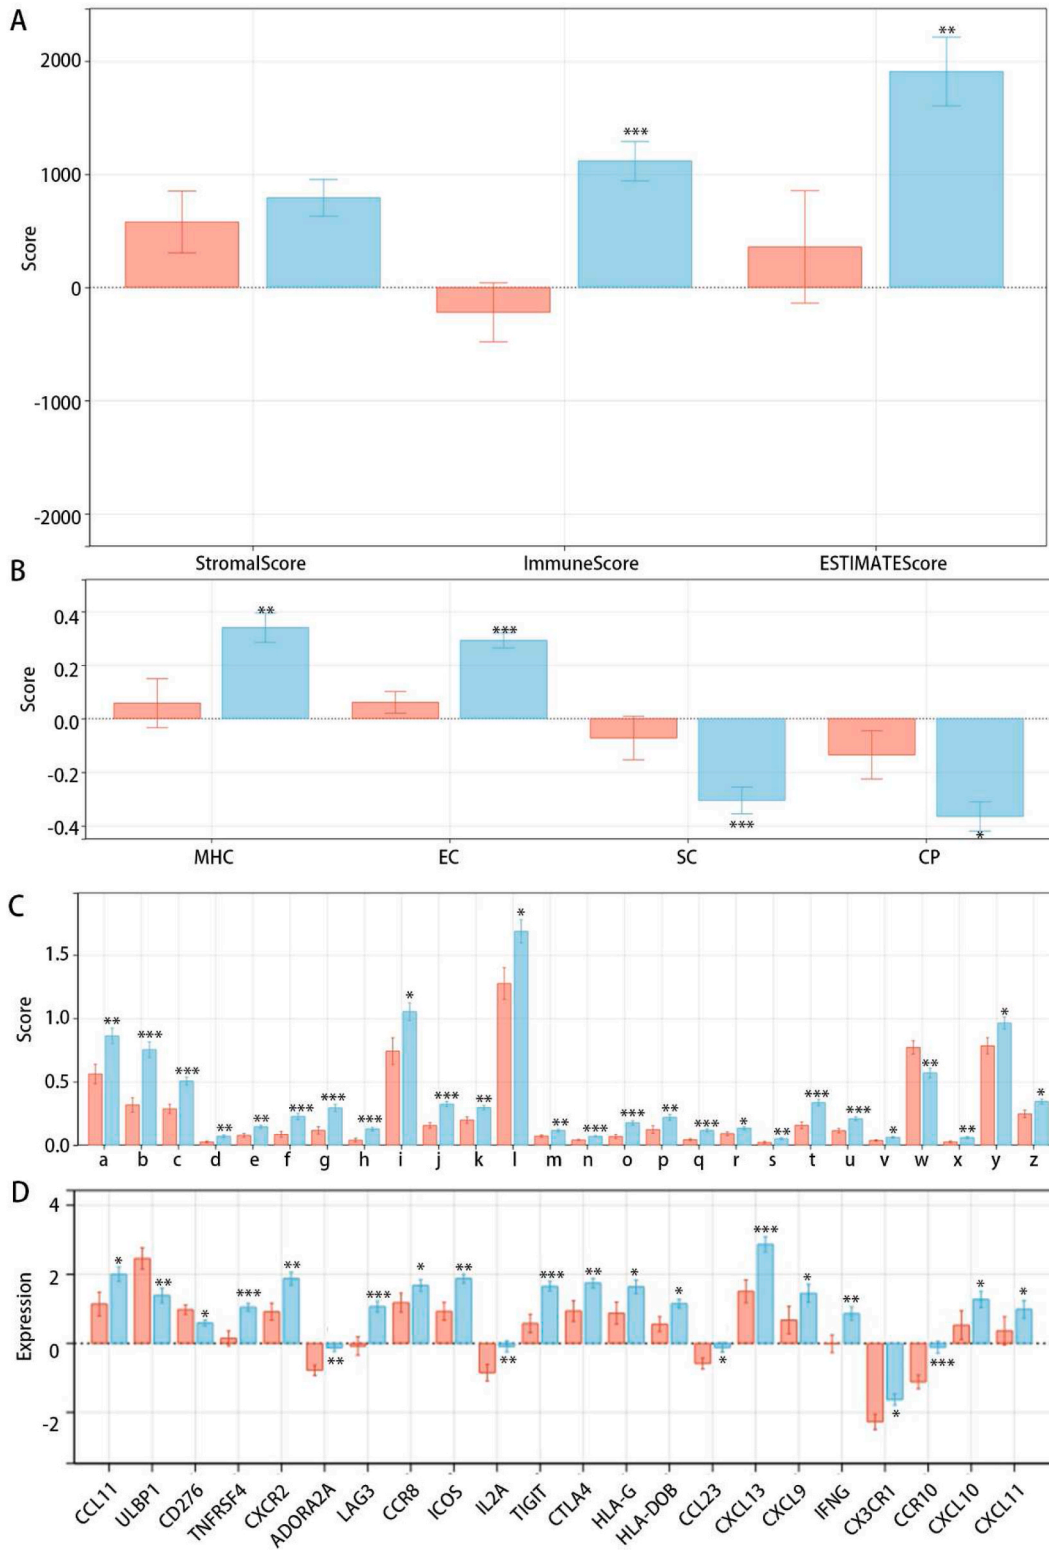 A
2000
**
***
1000
Score
0
-1000
-2000
StromalScore ImmuneScore ESTIMATEScore
B
0.4
**
***
0.2
Score
0.0
-0.2
-0.4
***
*
MHC EC SC CP
C
*
1.5
Score
1.0
** *** *** ** ** *** *** *** * *** ** ** *** *** ** *** * ** *** *** * ** ** * *
0.5
0.0
a b c d e f g h i j k l m n o p q r s t u v w x y z
D
4
***
2
* ** * *** ** *** * ** *** ** * * * ** * *
Expression
0
** ** * * ***
-2
CCL11 ULBP1 CD276 TNFRSF4 CXCR2 ADORA2A LAG3 CCR8 ICOS IL2A TIGIT CTLA4 HLA-G HLA-DOB CCL23 CXCL13 CXCL9 IFNG CX3CR1 CCR10 CXCL10 CXCL11